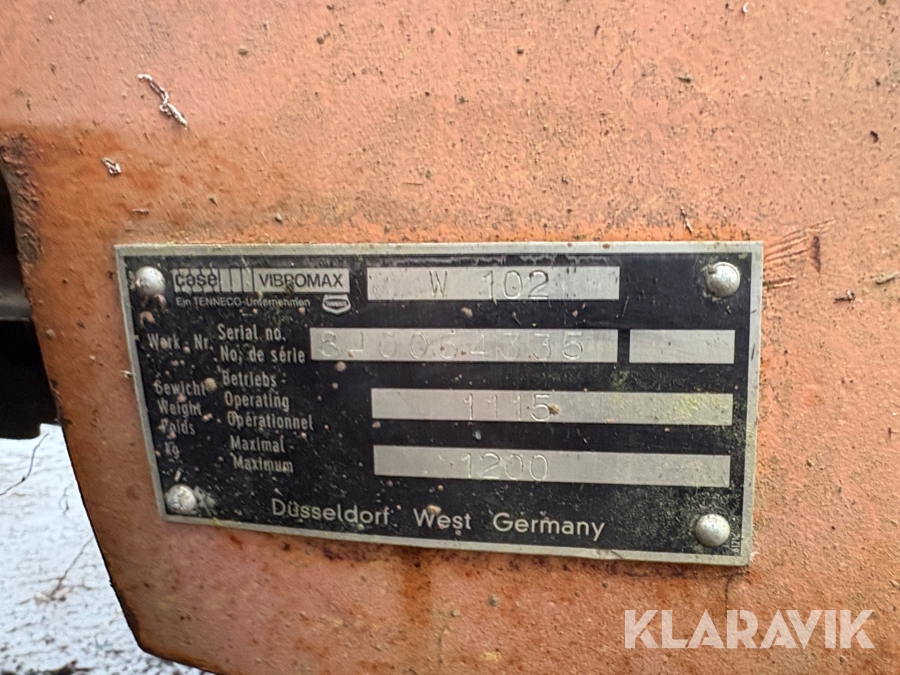 case VIBROMAX W 102
Ein TENNECO-Unternehmen
Werk. Nr. Serial no.
No. de série
Gewicht Betriebs-
Weight Operating 1115
Poids Opérationnel
kg Maximal
Maximum 1200
Düsseldorf West Germany
KLARAVIK